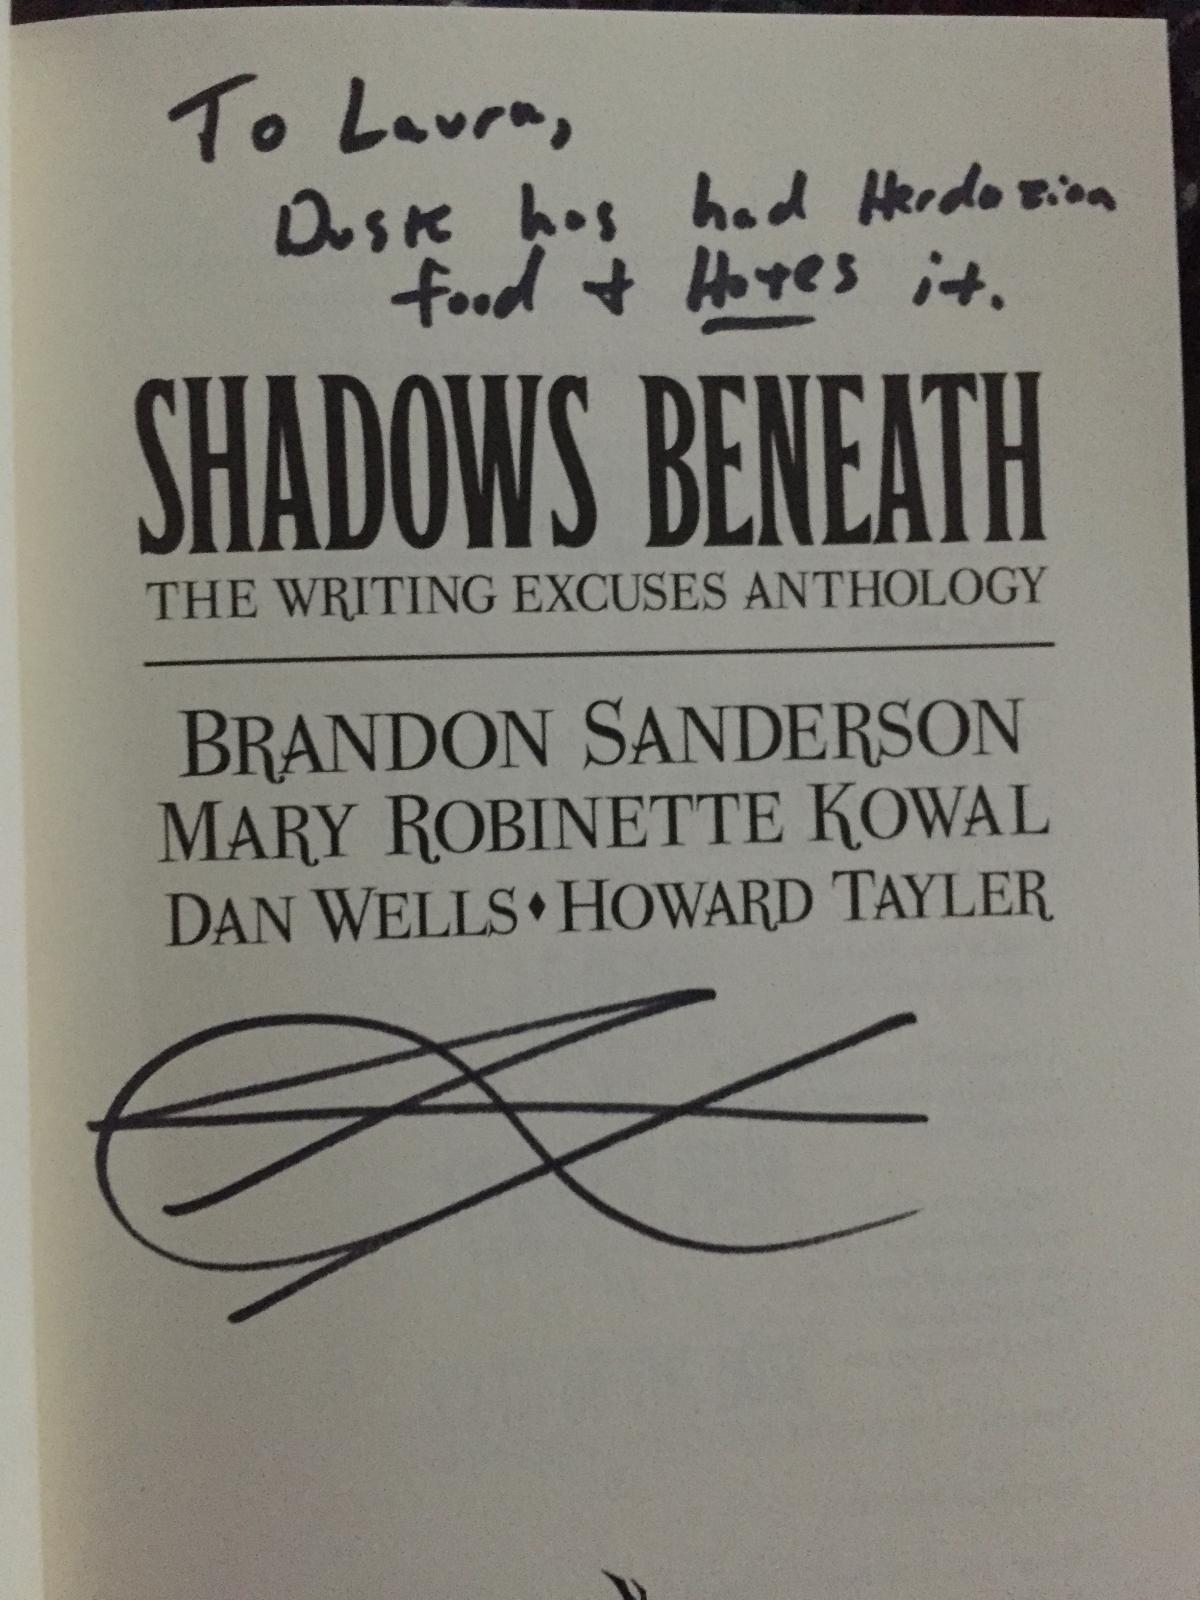 To Laura,
Dusk has had Herdazian
food + Hates it.
SHADOWS BENEATH
THE WRITING EXCUSES ANTHOLOGY
BRANDON SANDERSON
MARY ROBINETTE KOWAL
DAN WELLS ♦ HOWARD TAYLER